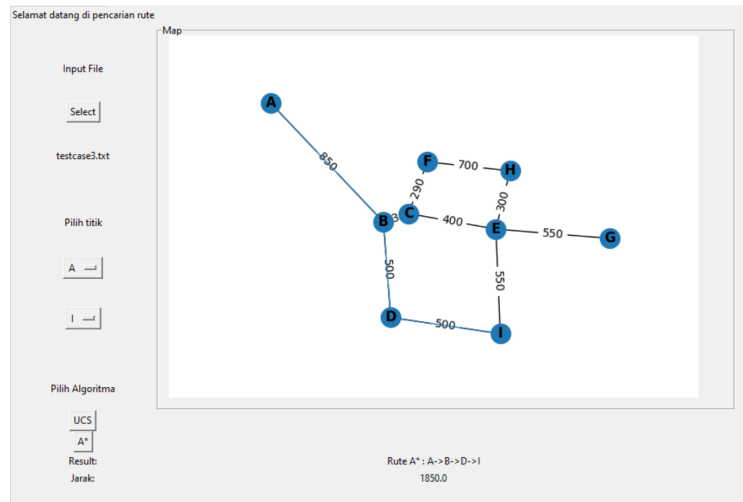 Selamat datang di pencarian rute
Map
Input File
Select
testcase3.txt
Pilih titik
A
I
Pilih Algoritma
UCS
A*
Result:
Jarak:
A
850
F
700
H
290
300
B
3
C
400
E
550
G
500
550
D
500
I
Rute A* : A->B->D->I
1850.0